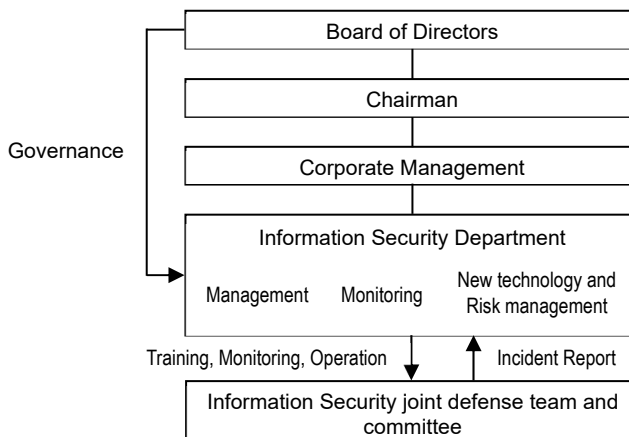 Board of Directors
Chairman
Governance
Corporate Management
Information Security Department
Management
Monitoring
New technology and
Risk management
Training, Monitoring, Operation
Incident Report
Information Security joint defense team and
committee